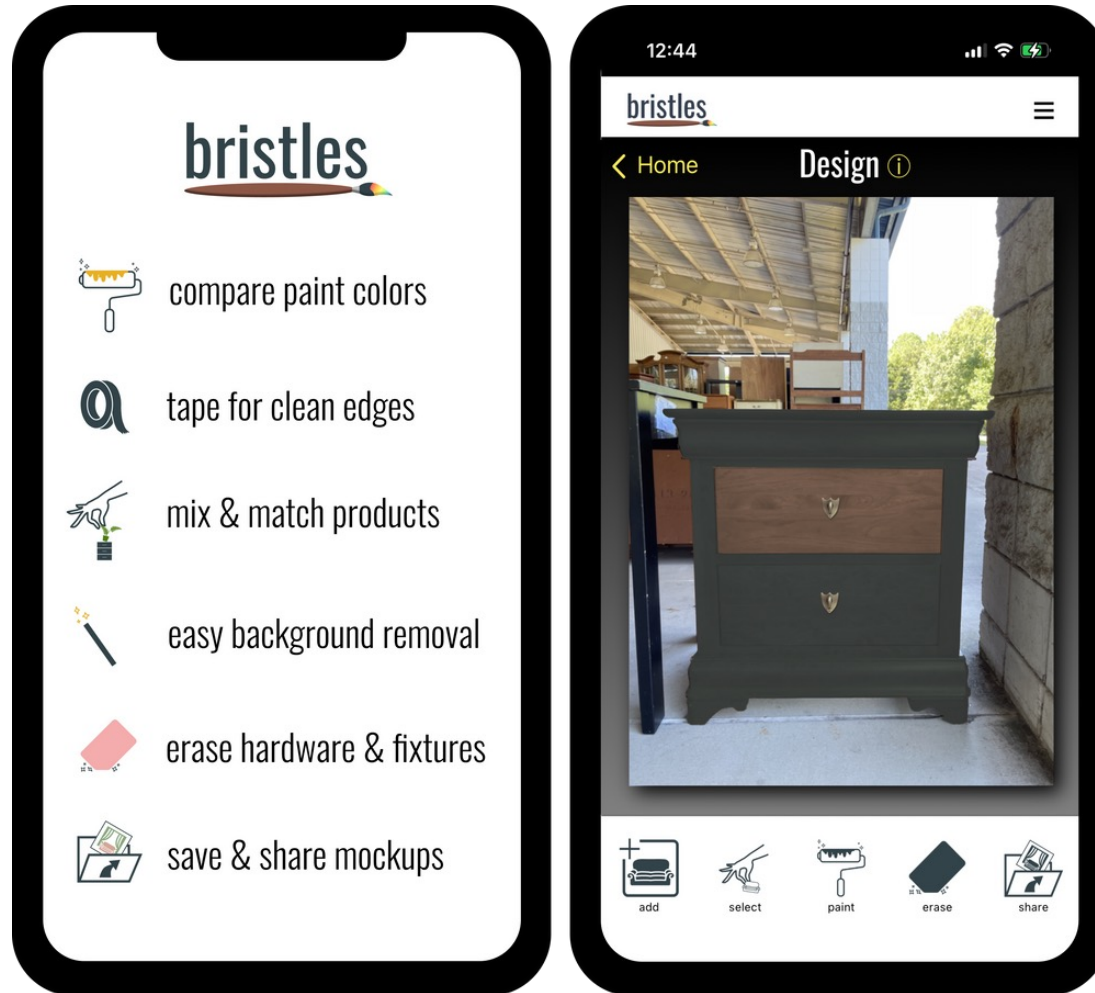 bristles
compare paint colors
tape for clean edges
mix & match products
easy background removal
erase hardware & fixtures
save & share mockups
12:44
bristles
Home
Design
add
select
paint
erase
share